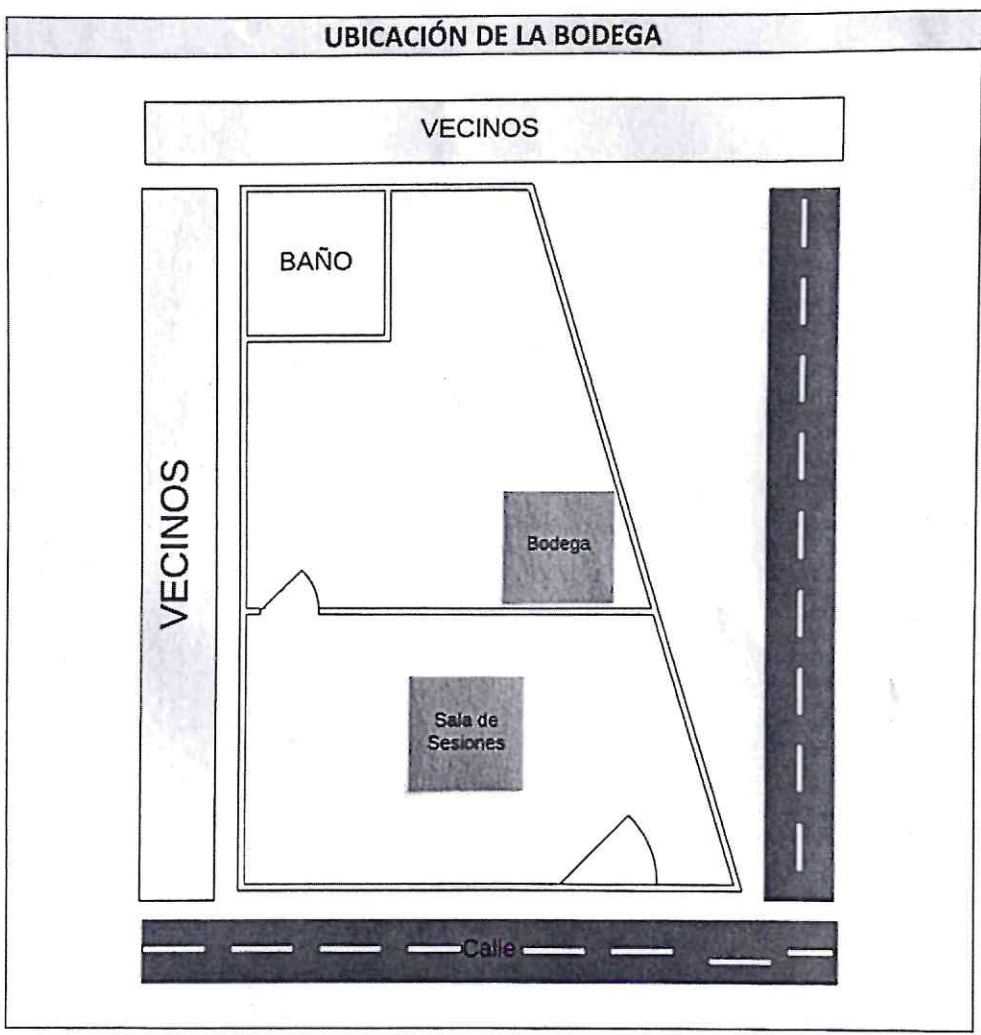 UBICACIÓN DE LA BODEGA
VECINOS
BAÑO
VECINOS
Bodega
Sala de
Sesiones
Calle